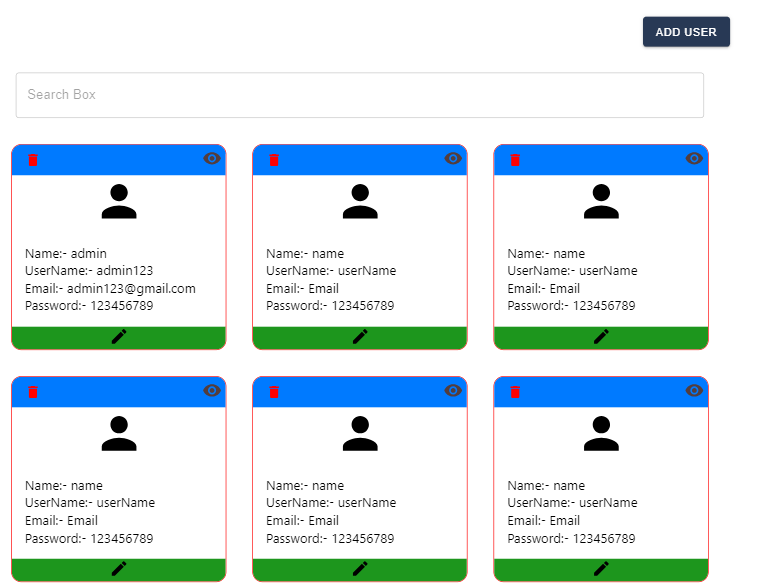 ADD USER
Search Box
Name:- admin
UserName:- admin123
Email:- admin123@gmail.com
Password:- 123456789
Name:- name
UserName:- userName
Email:- Email
Password:- 123456789
Name:- name
UserName:- userName
Email:- Email
Password:- 123456789
Name:- name
UserName:- userName
Email:- Email
Password:- 123456789
Name:- name
UserName:- userName
Email:- Email
Password:- 123456789
Name:- name
UserName:- userName
Email:- Email
Password:- 123456789